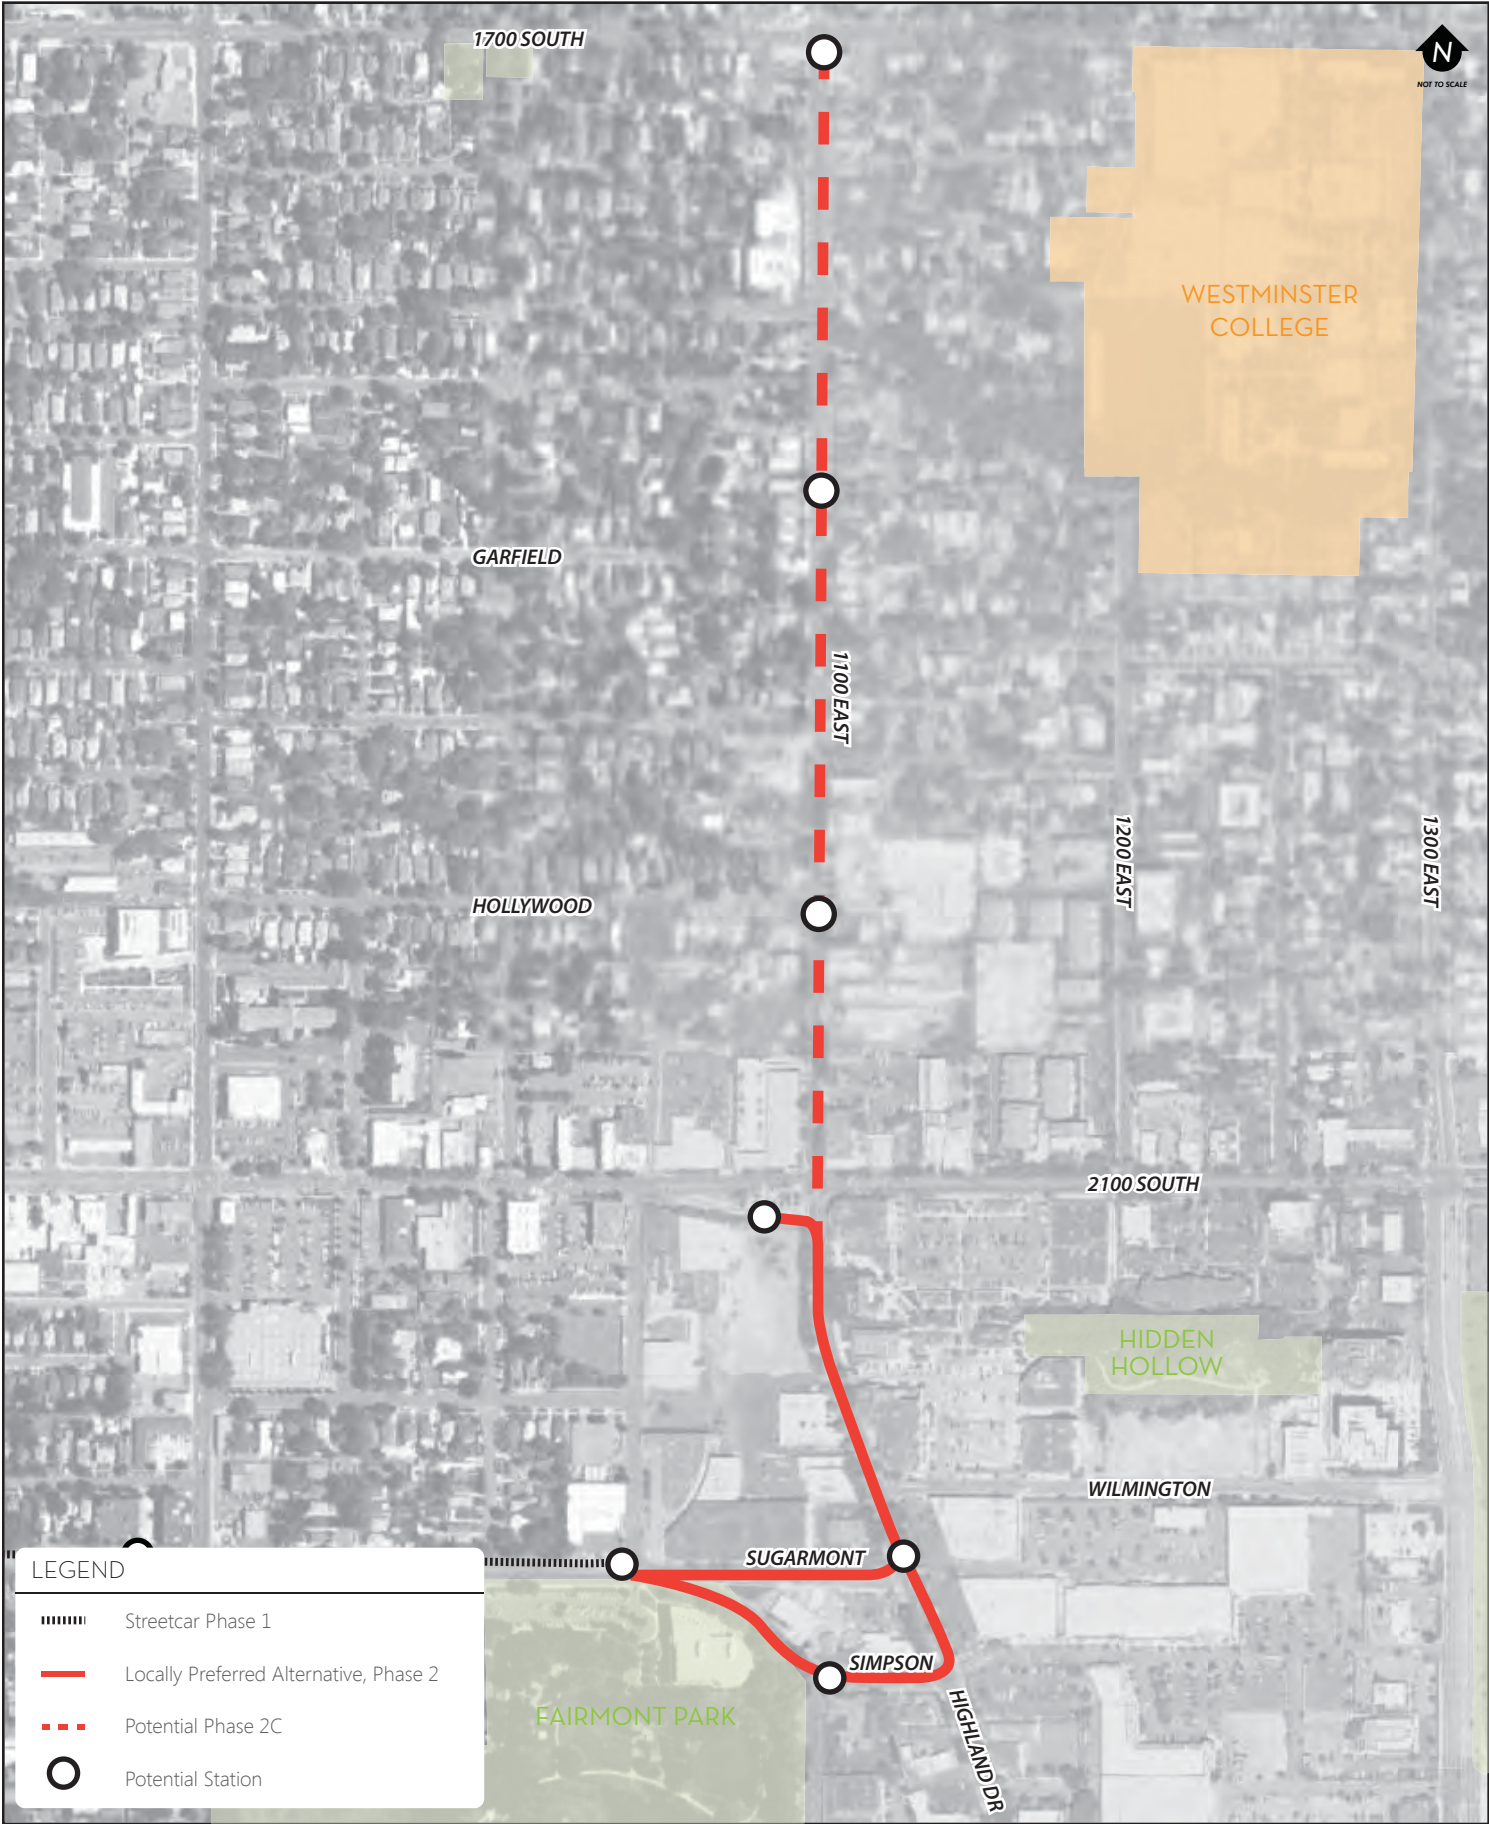 1700 SOUTH
N
NOT TO SCALE
WESTMINSTER
COLLEGE
GARFIELD
1100 EAST
1200 EAST
1300 EAST
HOLLYWOOD
2100 SOUTH
HIDDEN
HOLLOW
WILMINGTON
SUGARMONT
SIMPSON
HIGHLAND DR
FAIRMONT PARK
LEGEND
Streetcar Phase 1
Locally Preferred Alternative, Phase 2
Potential Phase 2C
Potential Station